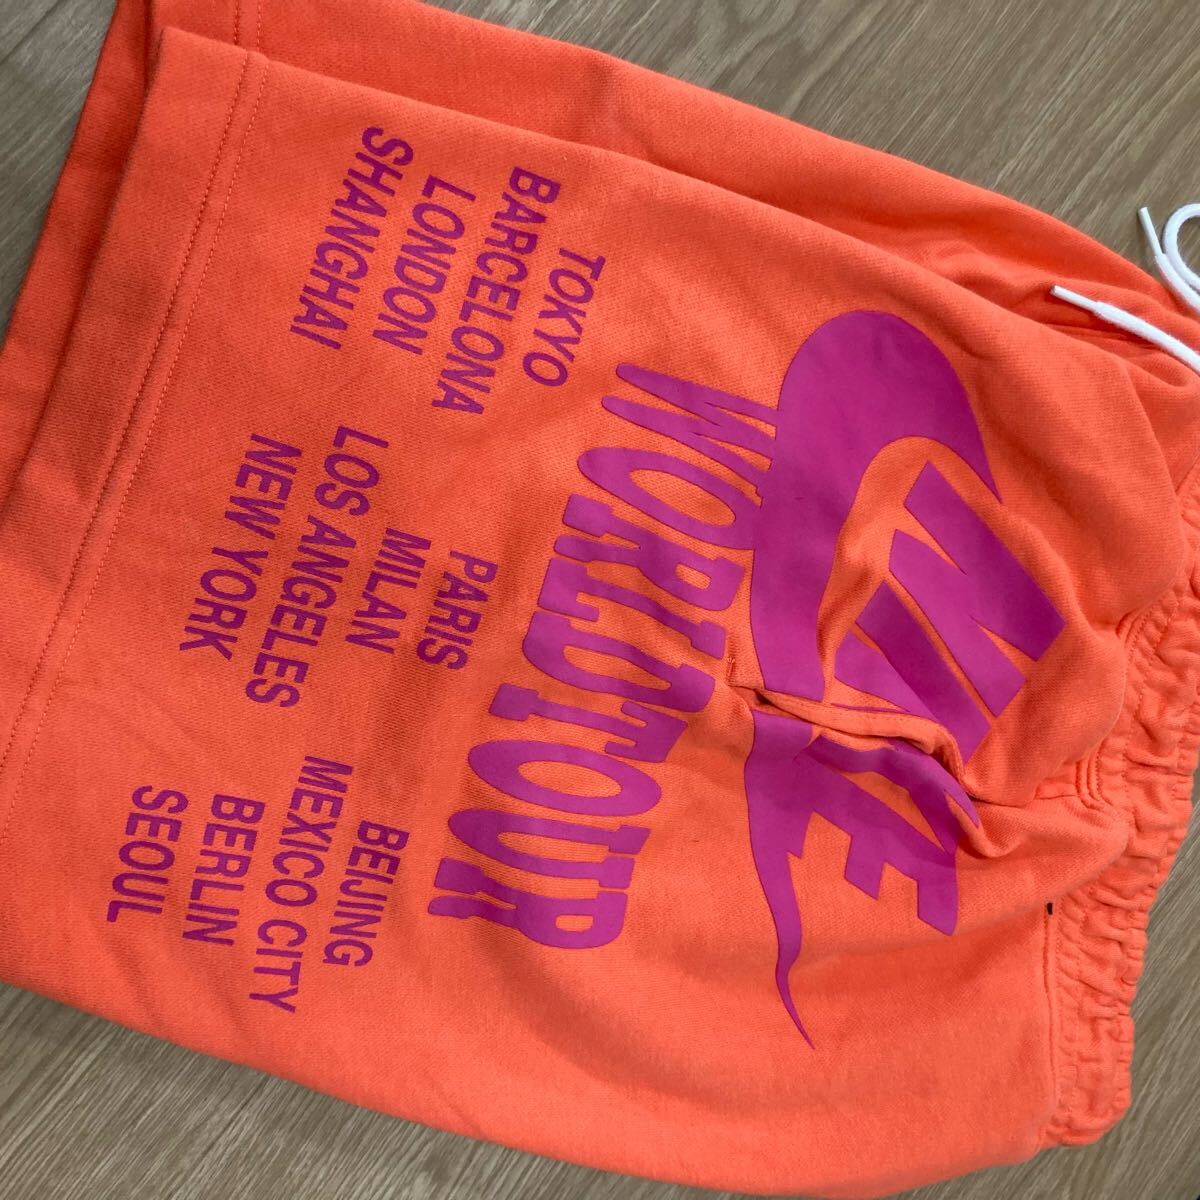 NIKE
WORLD TOUR
TOKYO
BARCELONA
LONDON
SHANGHAI
PARIS
MILAN
LOS ANGELES
NEW YORK
BEIJING
MEXICO CITY
BERLIN
SEOUL